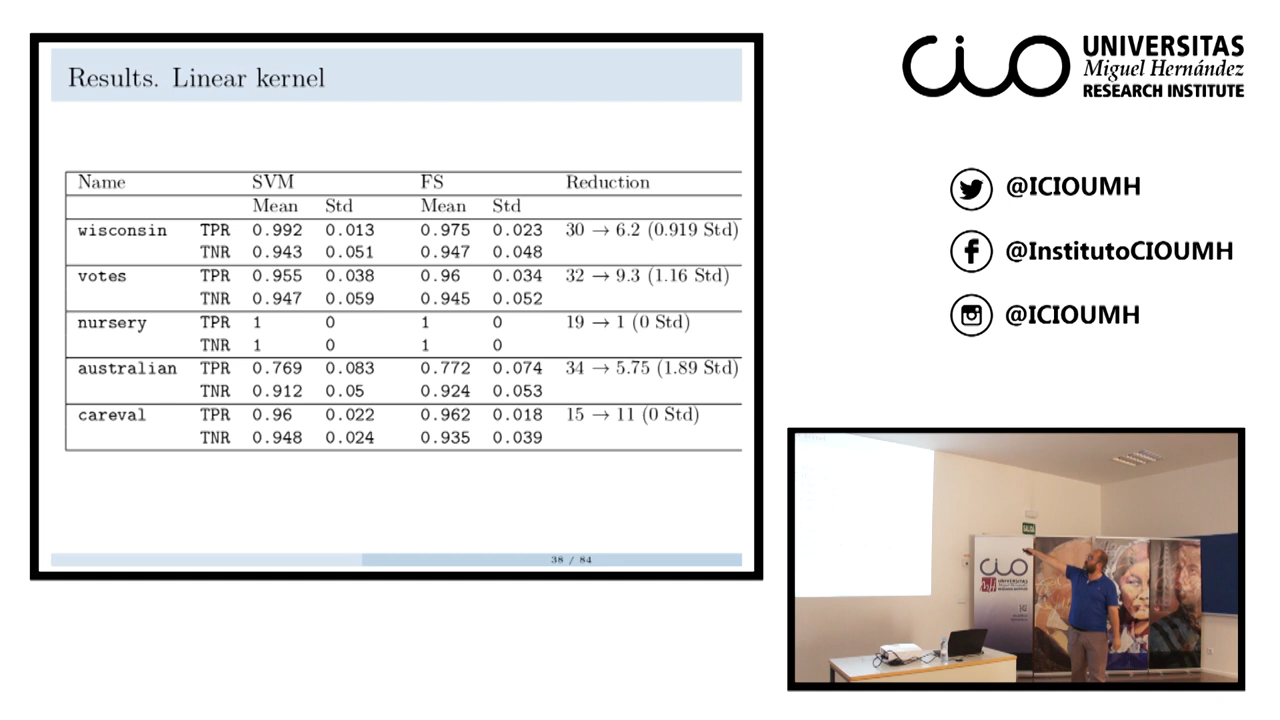 Results. Linear kernel
Name SVM FS Reduction
Mean Std Mean Std
wisconsin TPR 0.992 0.013 0.975 0.023 30 → 6.2 (0.919 Std)
TNR 0.943 0.051 0.947 0.048
votes TPR 0.955 0.038 0.96 0.034 32 → 9.3 (1.16 Std)
TNR 0.947 0.059 0.945 0.052
nursery TPR 1 0 1 0 19 → 1 (0 Std)
TNR 1 0 1 0
australian TPR 0.769 0.083 0.772 0.074 34 → 5.75 (1.89 Std)
TNR 0.912 0.05 0.924 0.053
careval TPR 0.96 0.022 0.962 0.018 15 → 11 (0 Std)
TNR 0.948 0.024 0.935 0.039
38 / 84
cio
UNIVERSITAS
Miguel Hernández
RESEARCH INSTITUTE
@ICIOUMH
@InstitutoCIOUMH
@ICIOUMH
SALIDA
cio
UNIVERSITAS